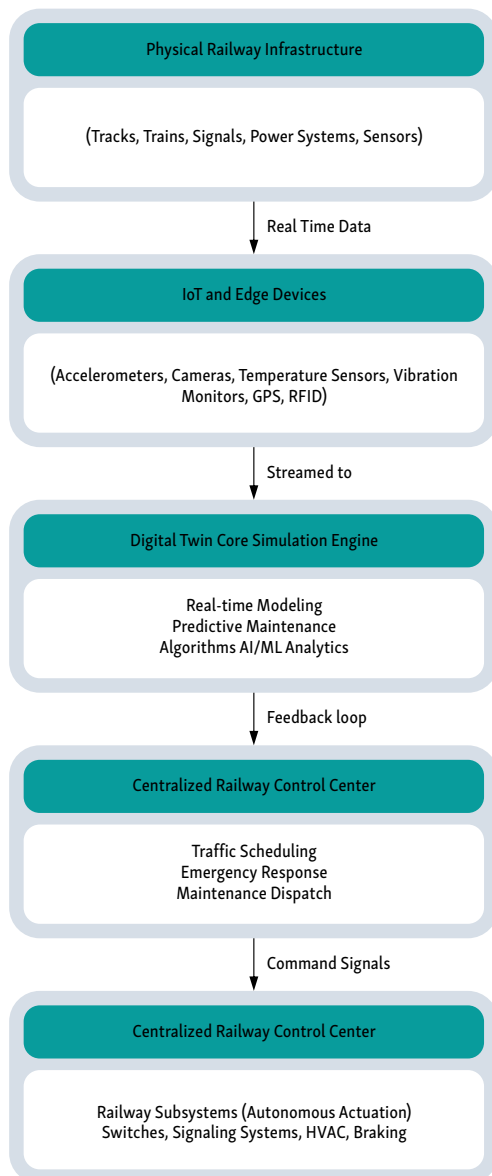 Physical Railway Infrastructure
(Tracks, Trains, Signals, Power Systems, Sensors)
Real Time Data
IoT and Edge Devices
(Accelerometers, Cameras, Temperature Sensors, Vibration
Monitors, GPS, RFID)
Streamed to
Digital Twin Core Simulation Engine
Real-time Modeling
Predictive Maintenance
Algorithms AI/ML Analytics
Feedback loop
Centralized Railway Control Center
Traffic Scheduling
Emergency Response
Maintenance Dispatch
Command Signals
Centralized Railway Control Center
Railway Subsystems (Autonomous Actuation)
Switches, Signaling Systems, HVAC, Braking